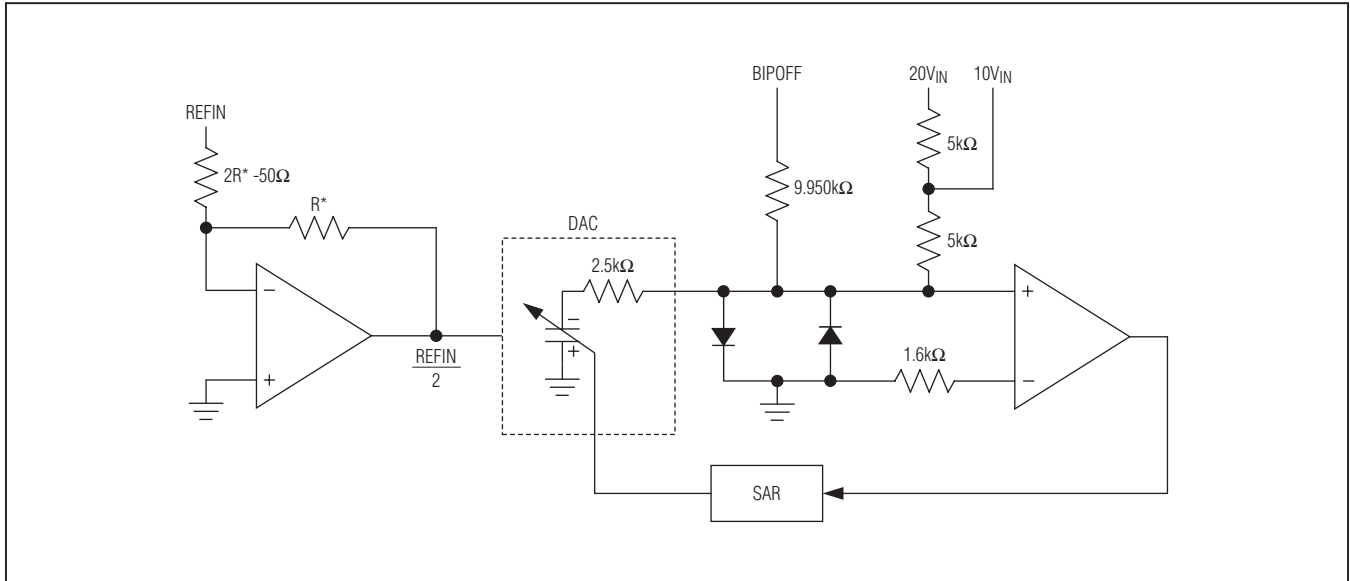 REFIN
2R* -50Ω
R*
−
+
REFIN
2
DAC
2.5kΩ
−
+
BIPOFF
9.950kΩ
20VIN 10VIN
5kΩ
5kΩ
1.6kΩ
+
−
SAR